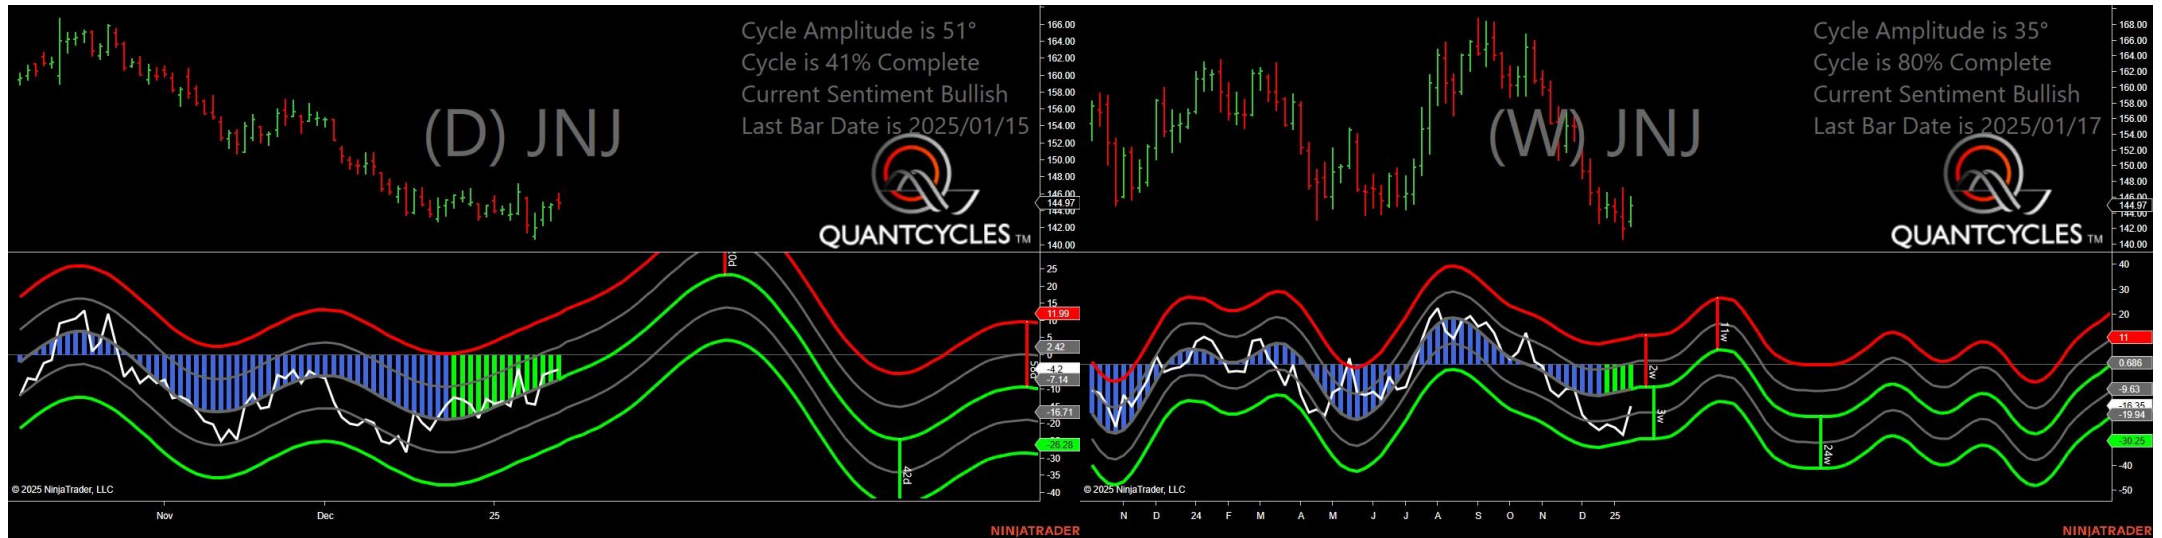 Cycle Amplitude is 51°
Cycle is 41% Complete
Current Sentiment Bullish
Last Bar Date is 2025/01/15
(D) JNJ
QUANTCYCLES TM
166.00
164.00
162.00
160.00
158.00
156.00
154.00
152.00
150.00
148.00
146.00
144.97
144.00
142.00
140.00
25
20
15
11.99
10
5
2.42
0
-4.2
-7.14
-10
-16.71
-20
-26.28
-30
-35
-40
42d
© 2025 NinjaTrader, LLC
Nov
Dec
25
NINJATRADER
Cycle Amplitude is 35°
Cycle is 80% Complete
Current Sentiment Bullish
Last Bar Date is 2025/01/17
(W) JNJ
QUANTCYCLES TM
168.00
166.00
164.00
162.00
160.00
158.00
156.00
154.00
152.00
150.00
148.00
146.00
144.97
144.00
142.00
140.00
40
30
20
11
0.686
-9.63
-16.35
-19.94
-30.25
-40
-50
2w
3w
11w
24w
© 2025 NinjaTrader, LLC
N D 24 F M A M J J A S O N D 25
NINJATRADER